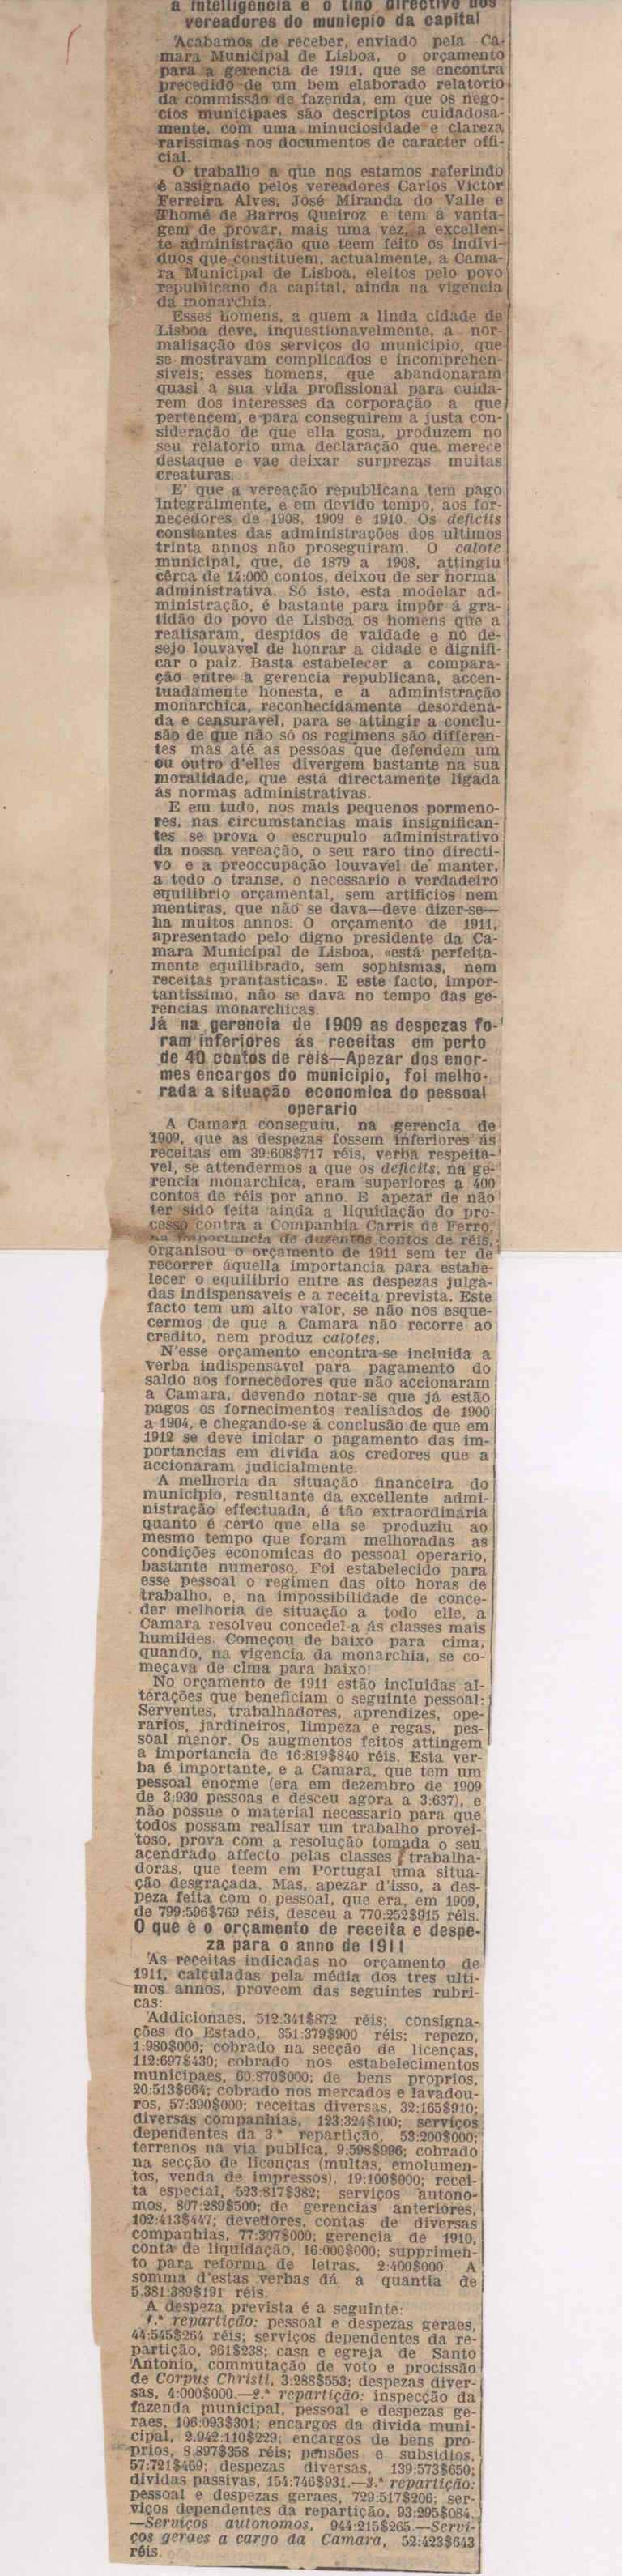 a intelligencia e o tino directivo dos
vereadores do municpio da capital
Acabamos de receber, enviado pela Ca-
mara Municipal de Lisboa, o orçamento
para a gerencia de 1911, que se encontra
precedido de um bem elaborado relatorio
da commissão de fazenda, em que os nego-
cios municipaes são descriptos cuidadosa-
mente, com uma minuciosidade e clareza
rarissimas nos documentos de caracter offi-
cial.
O trabalho a que nos estamos referindo
é assignado pelos vereadores Carlos Victor
Ferreira Alves, José Miranda do Valle e
Thomé de Barros Queiroz e tem a vanta-
gem de provar, mais uma vez, a excellen-
te administração que teem feito os indivi-
duos que constituem, actualmente, a Cama-
ra Municipal de Lisboa, eleitos pelo povo
republicano da capital, ainda na vigencia
da monarchia.
Esses homens, a quem a linda cidade de
Lisboa deve, inquestionavelmente, a nor-
malisação dos serviços do municipio, que
se mostravam complicados e incomprehen-
siveis; esses homens, que abandonaram
quasi a sua vida profissional para cuida-
rem dos interesses da corporação a que
pertencem, e para conseguirem a justa con-
sideração de que ella gosa, produzem no
seu relatorio uma declaração que merece
destaque e vae deixar surprezas muitas
creaturas.
E' que a vereação republicana tem pago
integralmente, e em devido tempo, aos for-
necedores de 1908, 1909 e 1910. Os deficits
constantes das administrações dos ultimos
trinta annos não proseguiram. O calote
municipal, que, de 1879 a 1908, attingiu
cêrca de 14:000 contos, deixou de ser norma
administrativa. Só isto, esta modelar ad-
ministração, é bastante para impôr á gra-
tidão do povo de Lisboa os homens que a
realisaram, despidos de vaidade e no de-
sejo louvavel de honrar a cidade e dignifi-
car o paiz. Basta estabelecer a compara-
ção entre a gerencia republicana, accen-
tuadamente honesta, e a administração
monarchica, reconhecidamente desordena-
da e censuravel, para se attingir a conclu-
são de que não só os regimens são differen-
tes mas até as pessoas que defendem um
ou outro d'elles divergem bastante na sua
moralidade, que está directamente ligada
ás normas administrativas.
E em tudo, nos mais pequenos pormeno-
res, nas circumstancias mais insignifican-
tes se prova o escrupulo administrativo
da nossa vereação, o seu raro tino directi-
vo e a preoccupação louvavel de manter,
a todo o transe, o necessario e verdadeiro
equilibrio orçamental, sem artificios nem
mentiras, que não se dava—deve dizer-se—
ha muitos annos. O orçamento de 1911,
apresentado pelo digno presidente da Ca-
mara Municipal de Lisboa, «está perfeita-
mente equilibrado, sem sophismas, nem
receitas prantasticas». E este facto, impor-
tantissimo, não se dava no tempo das ge-
rencias monarchicas.
Já na gerencia de 1909 as despezas fo-
ram inferiores ás receitas em perto
de 40 contos de réis—Apezar dos enor-
mes encargos do municipio, foi melho-
rada a situação economica do pessoal
operario
A Camara conseguiu, na gerencia de
1909, que as despezas fossem inferiores ás
receitas em 39:608$717 réis, verba respeita-
vel, se attendermos a que os deficits, na ge-
rencia monarchica, eram superiores a 400
contos de réis por anno. E apezar de não
ter sido feita ainda a liquidação do pro-
cesso contra a Companhia Carris de Ferro,
na importancia de duzentos contos de réis,
organisou o orçamento de 1911 sem ter de
recorrer áquella importancia para estabe-
lecer o equilibrio entre as despezas julga-
das indispensaveis e a receita prevista. Este
facto tem um alto valor, se não nos esque-
cermos de que a Camara não recorre ao
credito, nem produz calotes.
N'esse orçamento encontra-se incluida a
verba indispensavel para pagamento do
saldo aos fornecedores que não accionaram
a Camara, devendo notar-se que já estão
pagos os fornecimentos realisados de 1900
a 1904, e chegando-se á conclusão de que em
1912 se deve iniciar o pagamento das im-
portancias em divida aos credores que a
accionaram judicialmente.
A melhoria da situação financeira do
municipio, resultante da excellente admi-
nistração effectuada, é tão extraordinaria
quanto é certo que ella se produziu ao
mesmo tempo que foram melhoradas as
condições economicas do pessoal operario,
bastante numeroso. Foi estabelecido para
esse pessoal o regimen das oito horas de
trabalho, e, na impossibilidade de conce-
der melhoria de situação a todo elle, a
Camara resolveu concedel-a ás classes mais
humildes. Começou de baixo para cima,
quando, na vigencia da monarchia, se co-
meçava de cima para baixo!
No orçamento de 1911 estão incluidas al-
terações que beneficiam o seguinte pessoal:
Serventes, trabalhadores, aprendizes, ope-
rarios, jardineiros, limpeza e regas, pes-
soal menor. Os augmentos feitos attingem
a importancia de 16:819$840 réis. Esta ver-
ba é importante, e a Camara, que tem um
pessoal enorme (era em dezembro de 1909
de 3:930 pessoas e desceu agora a 3:637), e
não possue o material necessario para que
todos possam realisar um trabalho provei-
toso, prova com a resolução tomada o seu
acendrado affecto pelas classes trabalha-
doras, que teem em Portugal uma situa-
ção desgraçada. Mas, apezar d'isso, a des-
peza feita com o pessoal, que era, em 1909,
de 799:596$769 réis, desceu a 770:252$915 réis.
O que é o orçamento de receita e despe-
za para o anno de 1911
As receitas indicadas no orçamento de
1911, calculadas pela média dos tres ulti-
mos annos, proveem das seguintes rubri-
cas:
Addicionaes, 512:341$872 réis; consigna-
ções do Estado, 351:379$900 réis; repezo,
1:980$000; cobrado na secção de licenças,
112:697$430; cobrado nos estabelecimentos
municipaes, 60:870$000; de bens proprios,
20:513$664; cobrado nos mercados e lavadou-
ros, 57:390$000; receitas diversas, 32:165$910;
diversas companhias, 123:324$100; serviços
dependentes da 3.ª repartição, 53:200$000;
terrenos na via publica, 9:598$996; cobrado
na secção de licenças (multas, emolumen-
tos, venda de impressos), 19:100$000; recei-
ta especial, 523:817$382; serviços autono-
mos, 807:289$500; de gerencias anteriores,
102:413$447; devedores, contas de diversas
companhias, 77:307$000; gerencia de 1910,
conta de liquidação, 16:000$000; supprimen-
to para reforma de letras, 2:400$000. A
somma d'estas verbas dá a quantia de
5.381:389$191 réis.
A despeza prevista é a seguinte:
1.ª repartição: pessoal e despezas geraes,
44:545$264 réis; serviços dependentes da re-
partição, 961$238; casa e egreja de Santo
Antonio, commutação de voto e procissão
de Corpus Christi, 3:288$553; despezas diver-
sas, 4:000$000.—2.ª repartição: inspecção da
fazenda municipal, pessoal e despezas ge-
raes, 106:093$301; encargos da divida muni-
cipal, 2.942:110$229; encargos de bens pro-
prios, 8:897$358 réis; pensões e subsidios,
57:721$469; despezas diversas, 139:573$650;
dividas passivas, 154:746$931.—3.ª repartição:
pessoal e despezas geraes, 729:517$206; ser-
viços dependentes da repartição, 93:295$084.
—Serviços autonomos, 944:215$265.—Servi-
ços geraes a cargo da Camara, 52:423$643
réis.